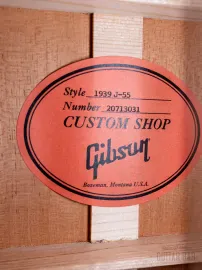 Style 1939 J-55
Number 20713031
CUSTOM SHOP
Gibson
Bozeman, Montana U.S.A.